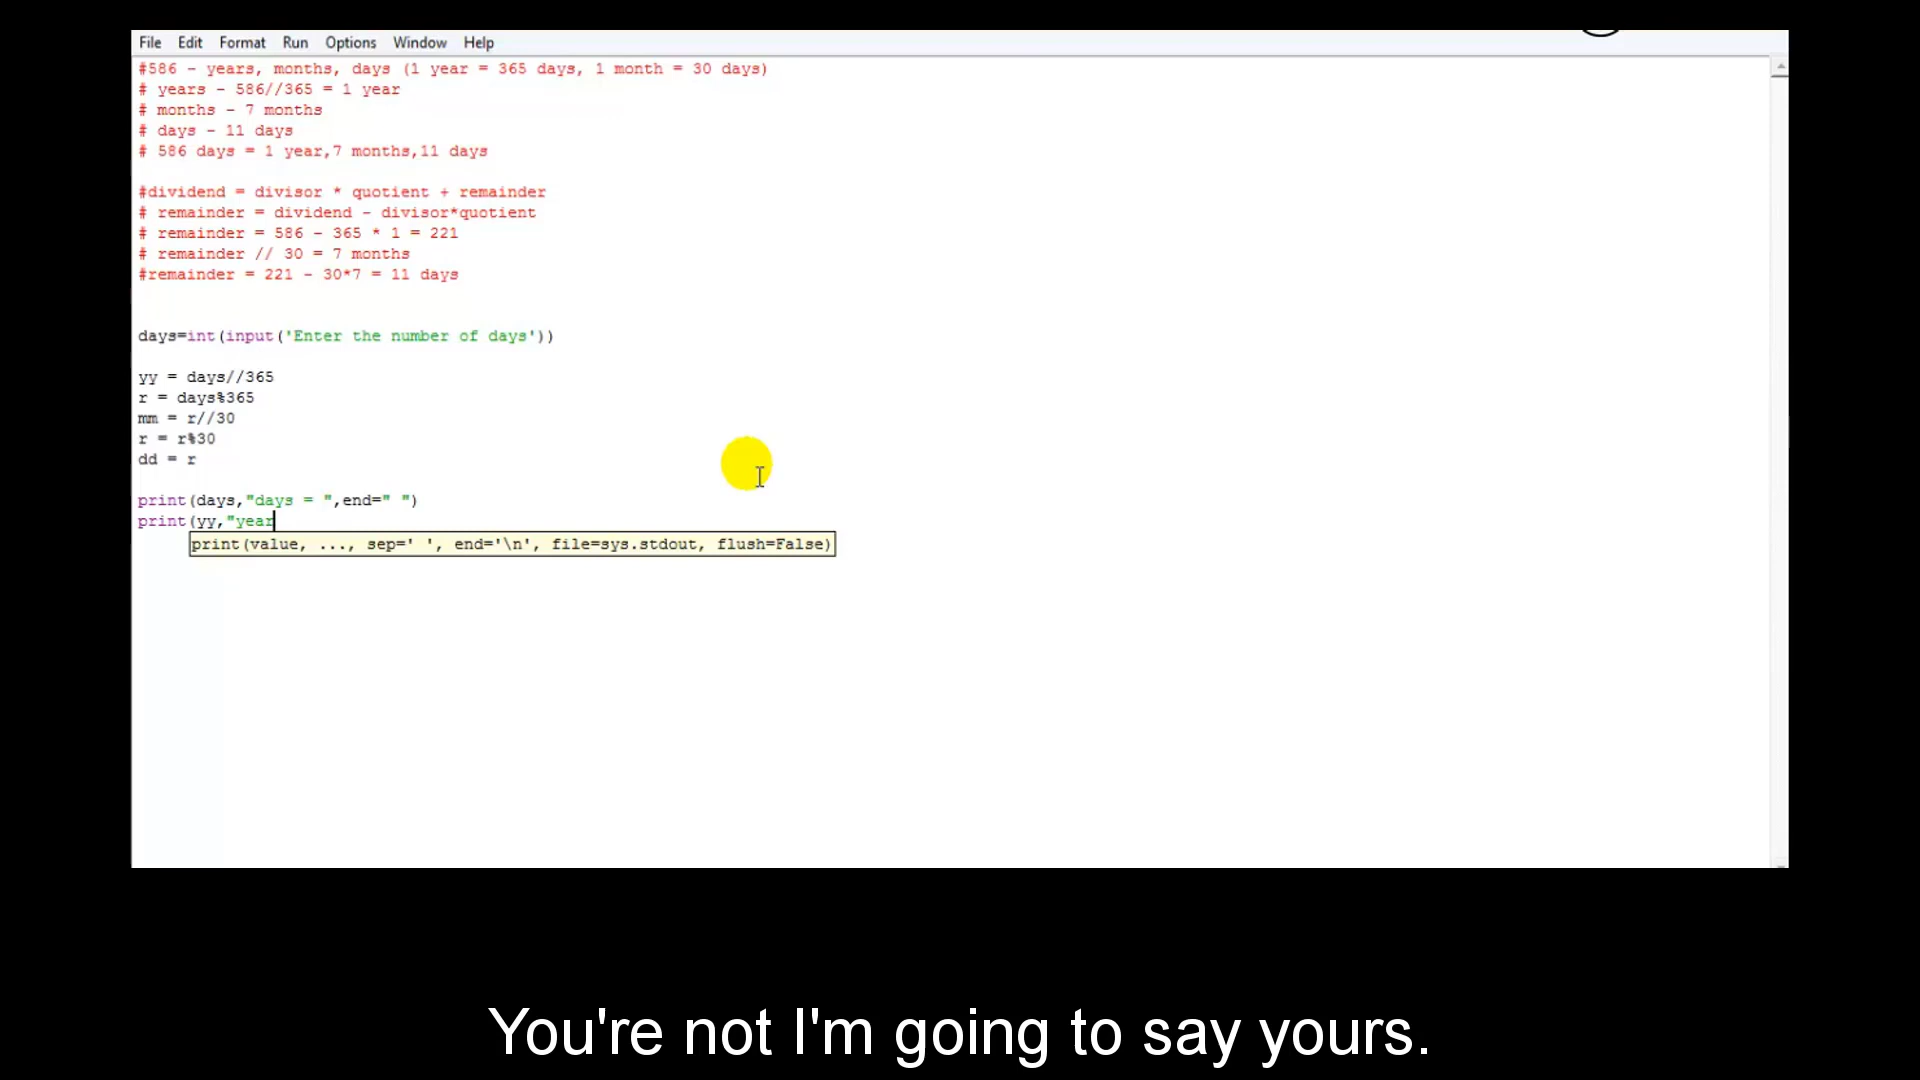 File Edit Format Run Options Window Help
#586 - years, months, days (1 year = 365 days, 1 month = 30 days)
# years - 586//365 = 1 year
# months - 7 months
# days - 11 days
# 586 days = 1 year,7 months,11 days
#dividend = divisor * quotient + remainder
# remainder = dividend - divisor*quotient
# remainder = 586 - 365 * 1 = 221
# remainder // 30 = 7 months
#remainder = 221 - 30*7 = 11 days
days=int(input('Enter the number of days'))
yy = days//365
r = days%365
mm = r//30
r = r%30
dd = r
print(days,"days = ",end=" ")
print(yy,"year
print(value, ..., sep=' ', end='\n', file=sys.stdout, flush=False)
You're not I'm going to say yours.